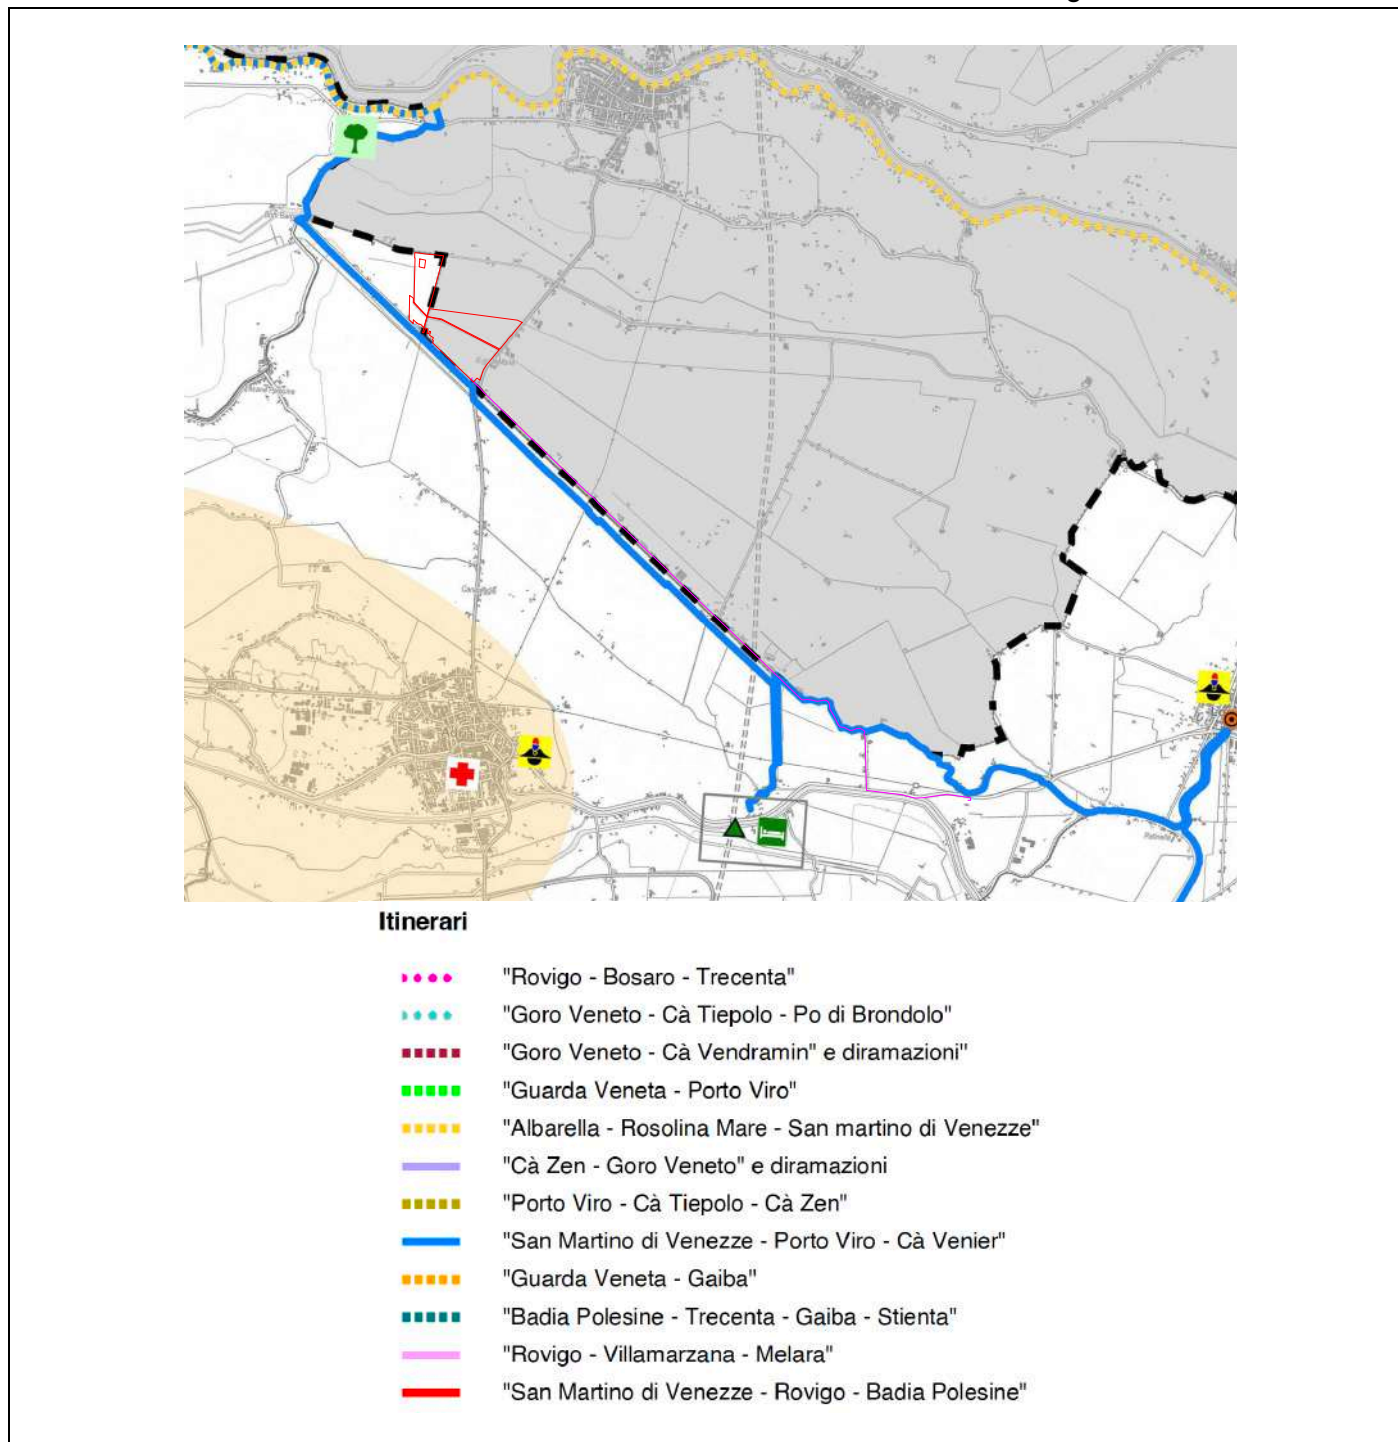 Itinerari
"Rovigo - Bosaro - Trecenta"
"Goro Veneto - Cà Tiepolo - Po di Brondolo"
"Goro Veneto - Cà Vendramin" e diramazioni"
"Guarda Veneta - Porto Viro"
"Albarella - Rosolina Mare - San martino di Venezze"
"Cà Zen - Goro Veneto" e diramazioni
"Porto Viro - Cà Tiepolo - Cà Zen"
"San Martino di Venezze - Porto Viro - Cà Venier"
"Guarda Veneta - Gaiba"
"Badia Polesine - Trecenta - Gaiba - Stienta"
"Rovigo - Villamarzana - Melara"
"San Martino di Venezze - Rovigo - Badia Polesine"